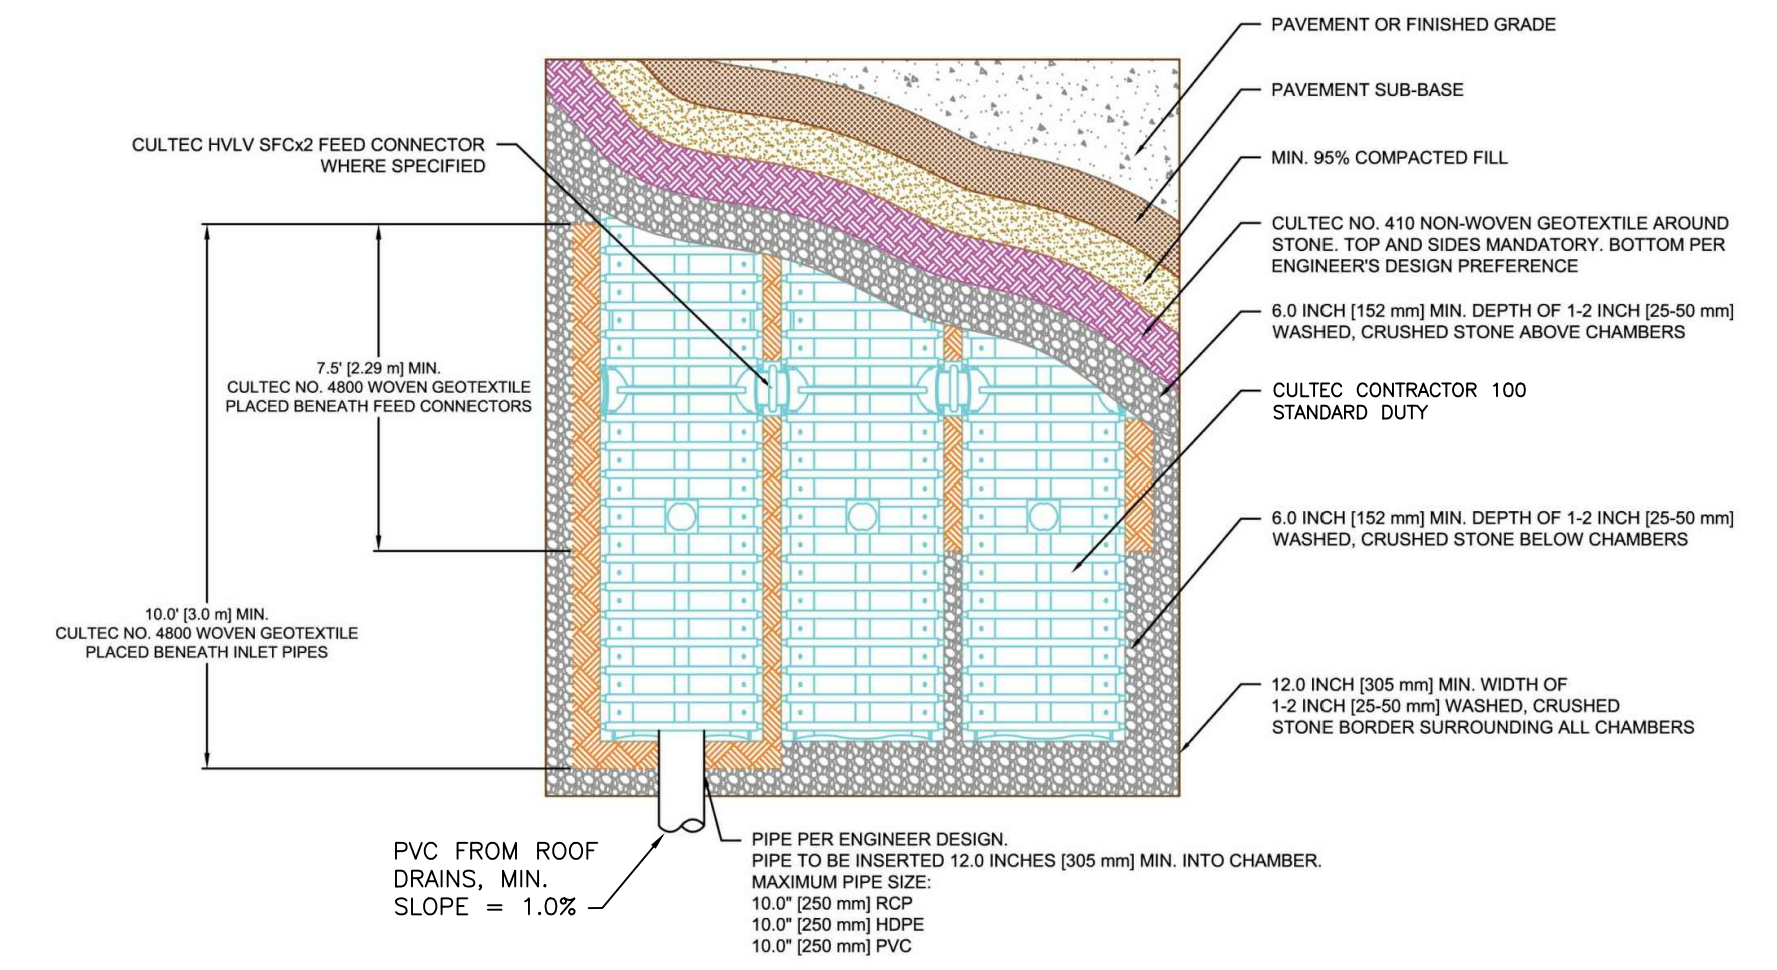 PAVEMENT OR FINISHED GRADE
PAVEMENT SUB-BASE
CULTEC HVLV SFCx2 FEED CONNECTOR
WHERE SPECIFIED
MIN. 95% COMPACTED FILL
CULTEC NO. 410 NON-WOVEN GEOTEXTILE AROUND
STONE. TOP AND SIDES MANDATORY. BOTTOM PER
ENGINEER'S DESIGN PREFERENCE
6.0 INCH [152 mm] MIN. DEPTH OF 1-2 INCH [25-50 mm]
WASHED, CRUSHED STONE ABOVE CHAMBERS
7.5' [2.29 m] MIN.
CULTEC NO. 4800 WOVEN GEOTEXTILE
PLACED BENEATH FEED CONNECTORS
CULTEC CONTRACTOR 100
STANDARD DUTY
6.0 INCH [152 mm] MIN. DEPTH OF 1-2 INCH [25-50 mm]
WASHED, CRUSHED STONE BELOW CHAMBERS
10.0' [3.0 m] MIN.
CULTEC NO. 4800 WOVEN GEOTEXTILE
PLACED BENEATH INLET PIPES
12.0 INCH [305 mm] MIN. WIDTH OF
1-2 INCH [25-50 mm] WASHED, CRUSHED
STONE BORDER SURROUNDING ALL CHAMBERS
PVC FROM ROOF
DRAINS, MIN.
SLOPE = 1.0%
PIPE PER ENGINEER DESIGN.
PIPE TO BE INSERTED 12.0 INCHES [305 mm] MIN. INTO CHAMBER.
MAXIMUM PIPE SIZE:
10.0" [250 mm] RCP
10.0" [250 mm] HDPE
10.0" [250 mm] PVC